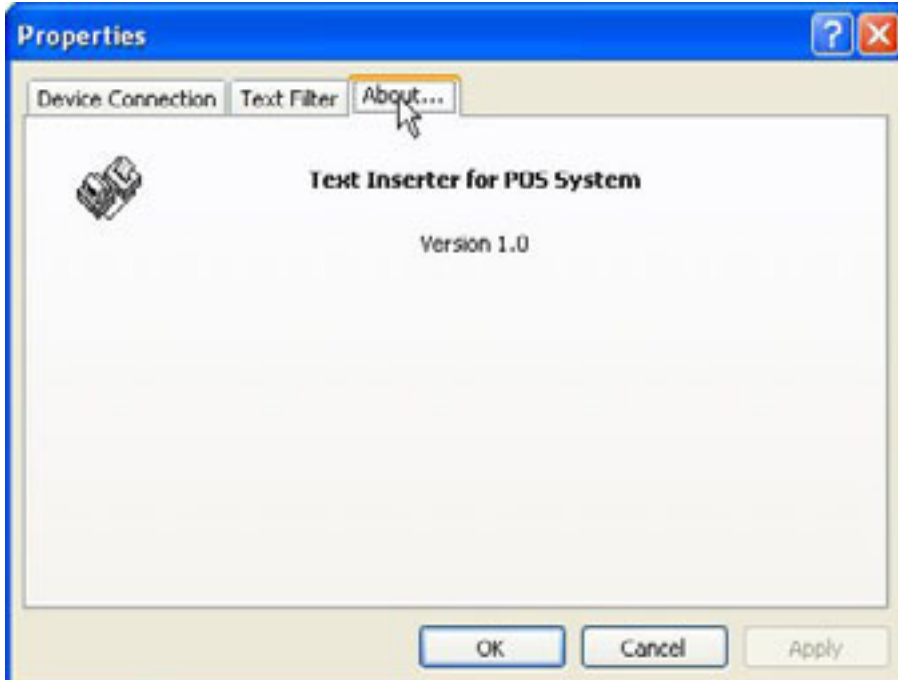 Properties
Device Connection Text Filter About...
Text Inserter for POS System
Version 1.0
OK Cancel Apply